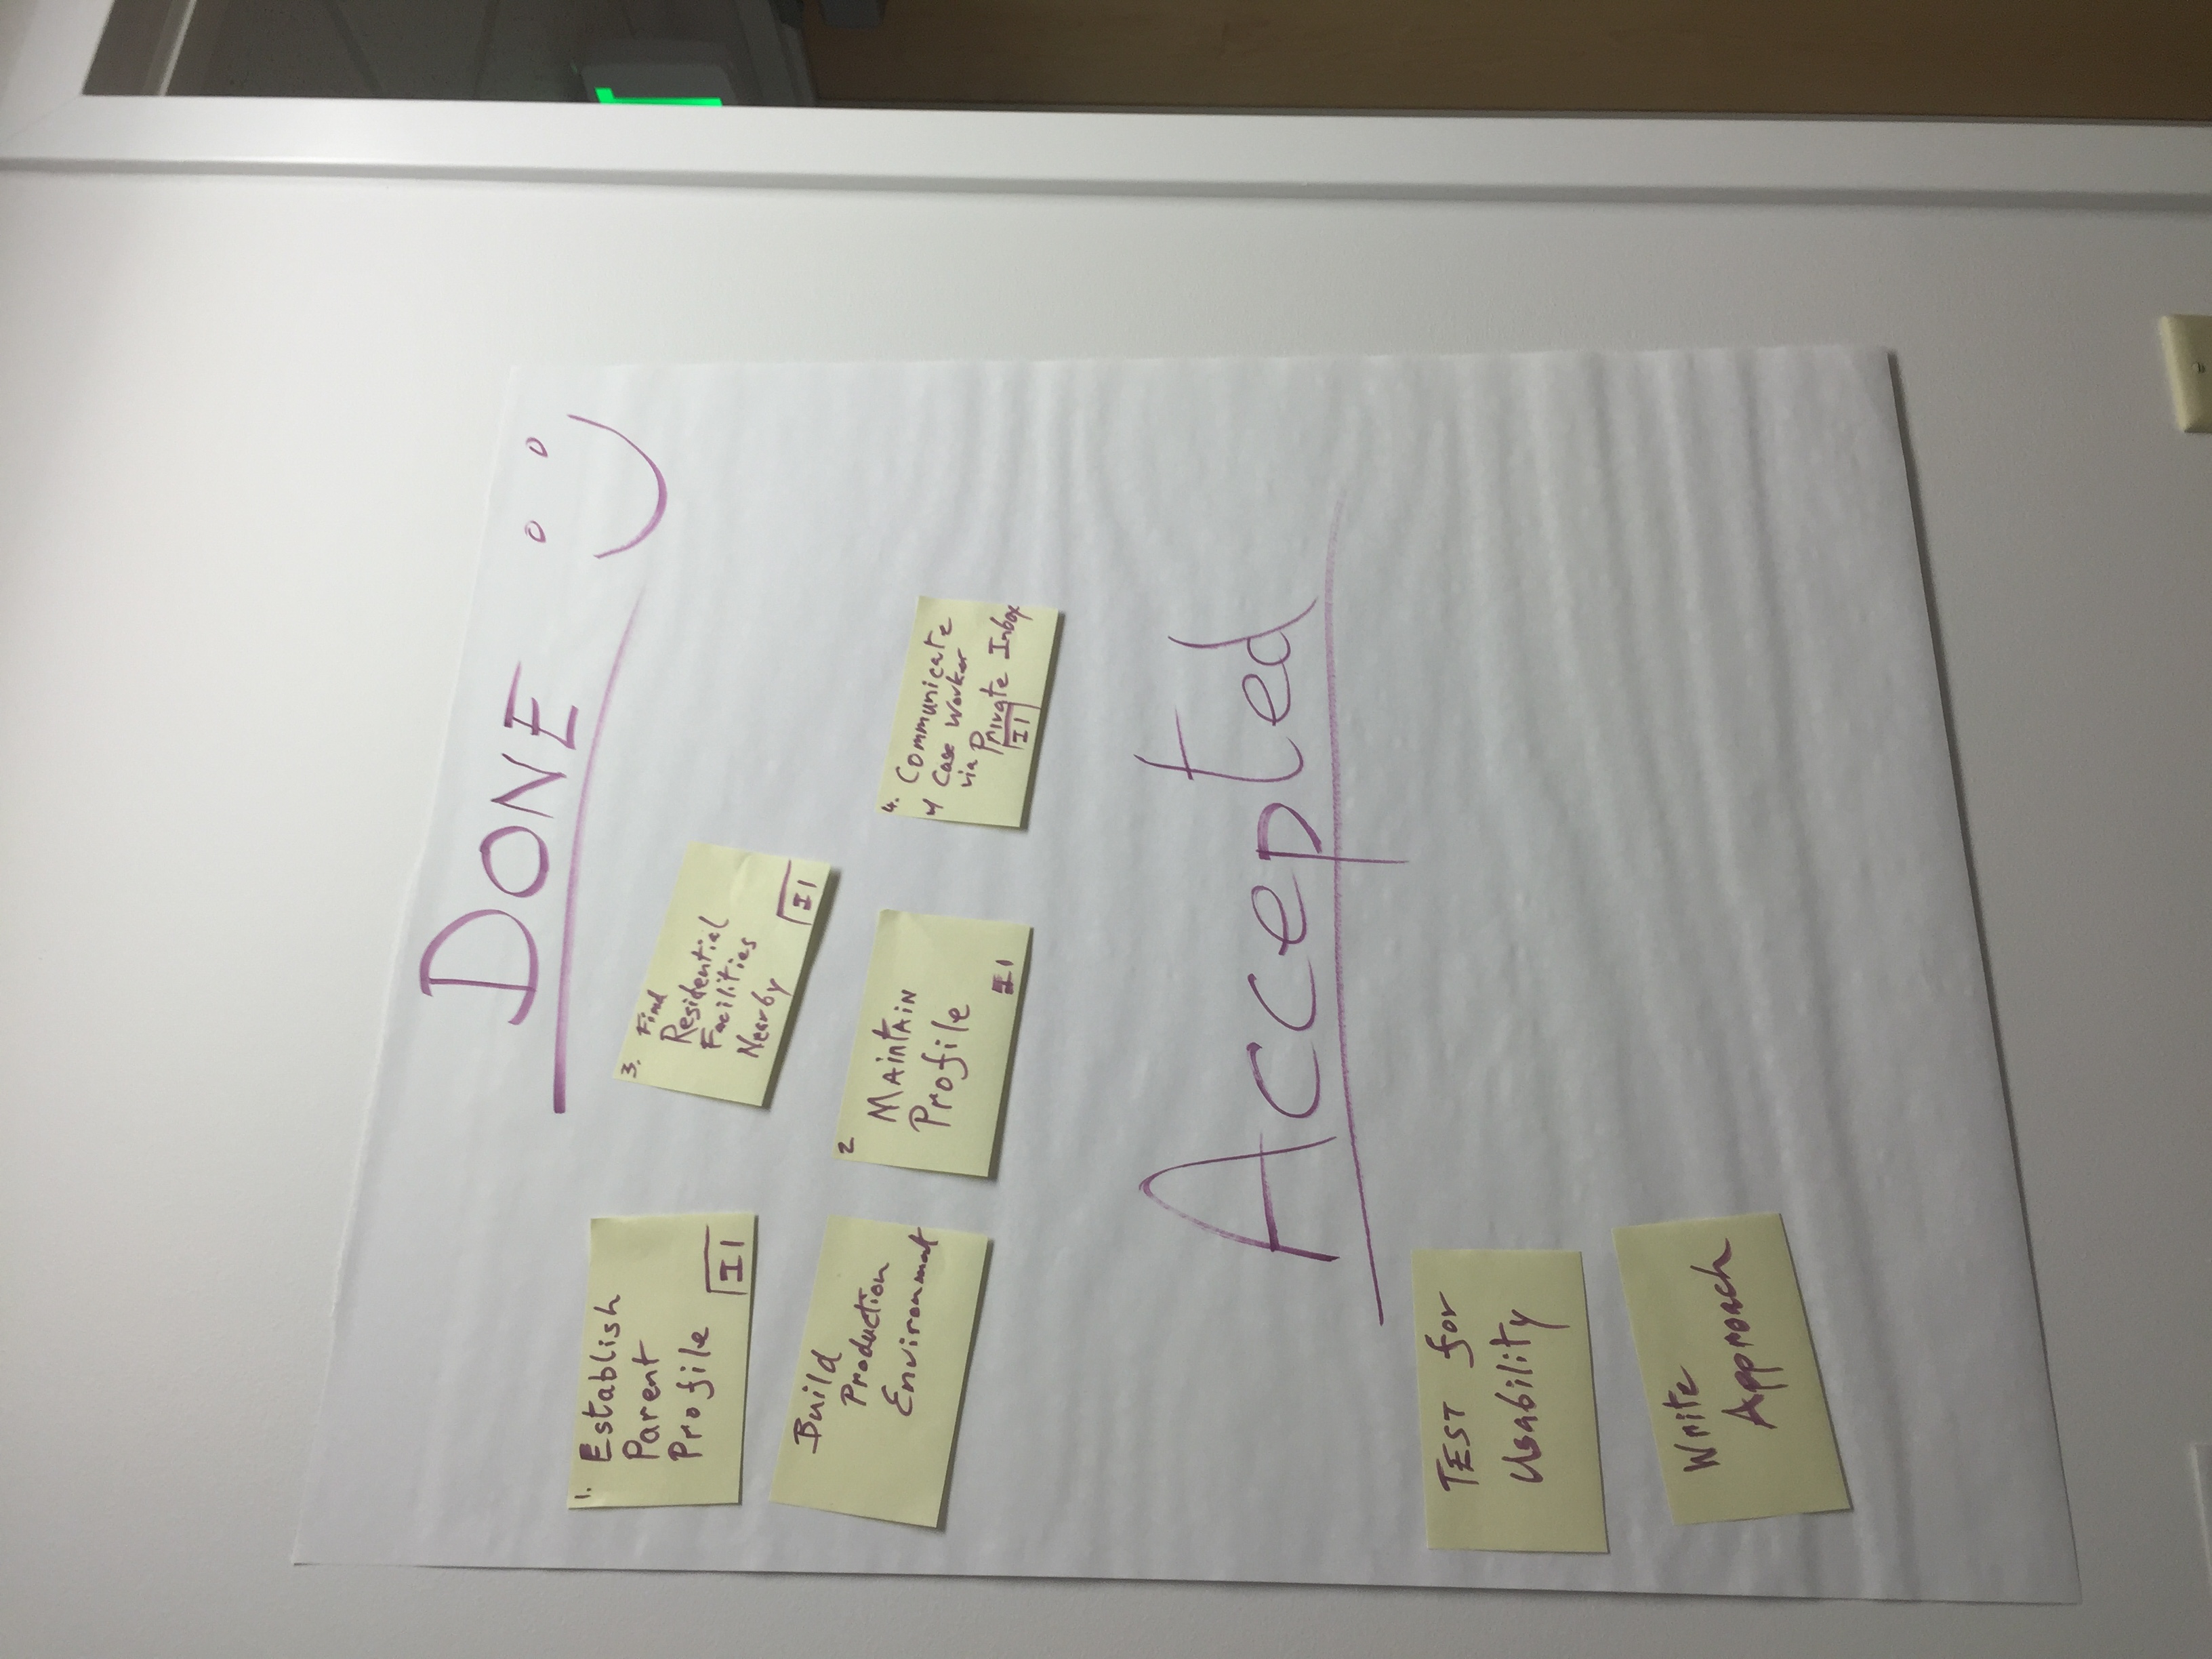 DONE
1.
Establish
Parent
Profile
I1
3. Find
Residential
Facilities
Nearby
I1
Build
Production
Environment
2
MAintAiN
Profile
I1
4. Communicate
w/ Case Worker
via
Private Inbox
I1
Accepted
TEST for
Usability
Write
Approach